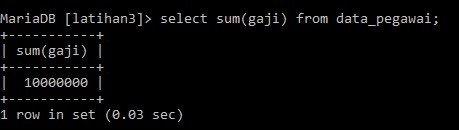 MariaDB [latihan3]> select sum(gaji) from data_pegawai;
+-----------+
| sum(gaji) |
+-----------+
|  10000000 |
+-----------+
1 row in set (0.03 sec)